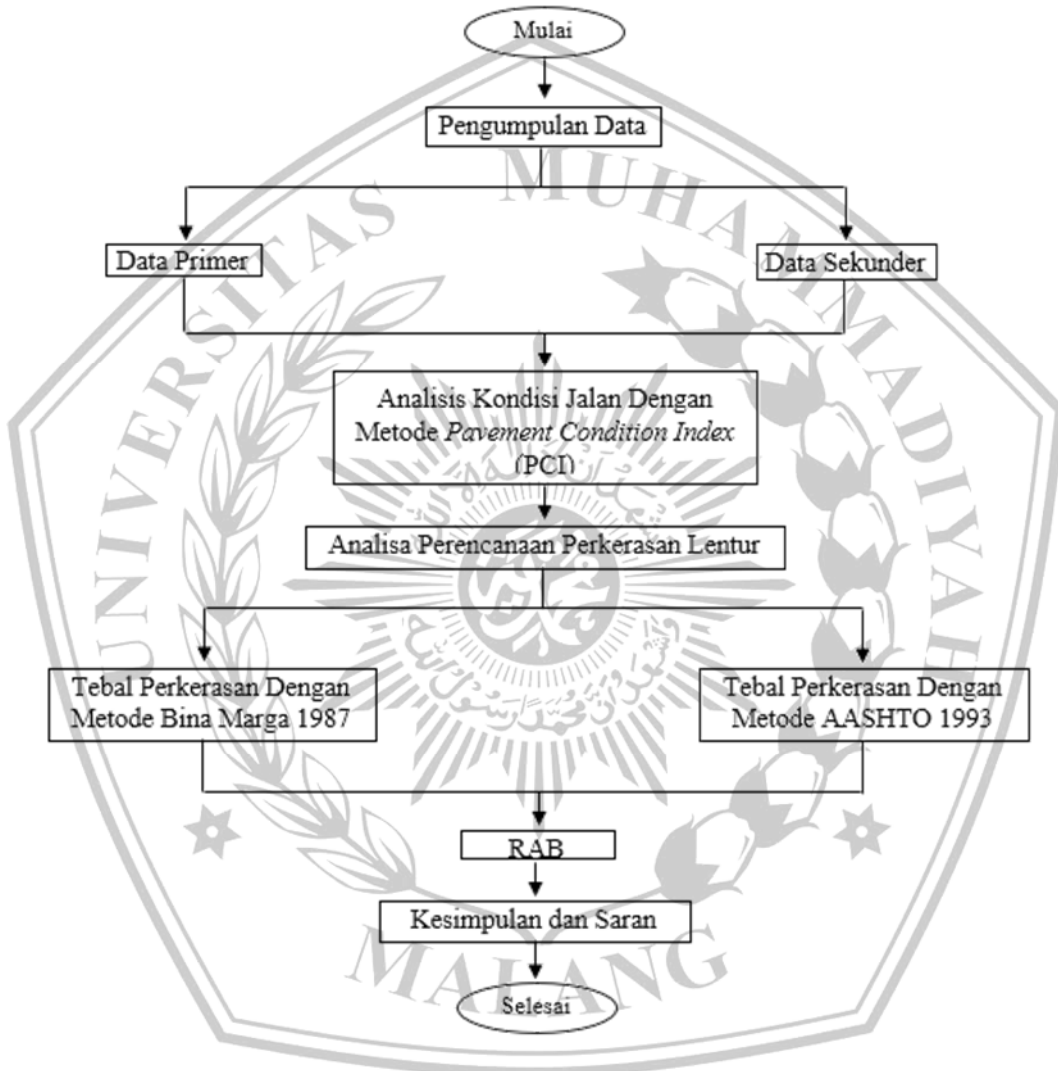 Mulai
Pengumpulan Data
Data Primer
Data Sekunder
Analisis Kondisi Jalan Dengan
Metode Pavement Condition Index
(PCI)
Analisa Perencanaan Perkerasan Lentur
Tebal Perkerasan Dengan
Metode Bina Marga 1987
Tebal Perkerasan Dengan
Metode AASHTO 1993
RAB
Kesimpulan dan Saran
Selesai
UNIVERSITAS MUHAMMADIYAH
MALANG